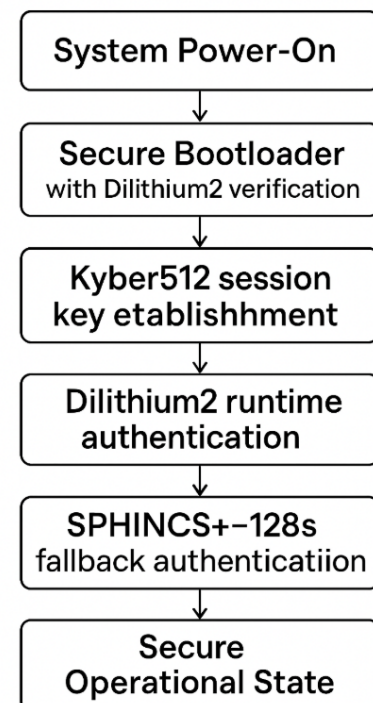 System Power-On
Secure Bootloader
with Dilithium2 verification
Kyber512 session
key etablishhment
Dilithium2 runtime
authentication
SPHINCS+–128s
fallback authenticatiion
Secure
Operational State